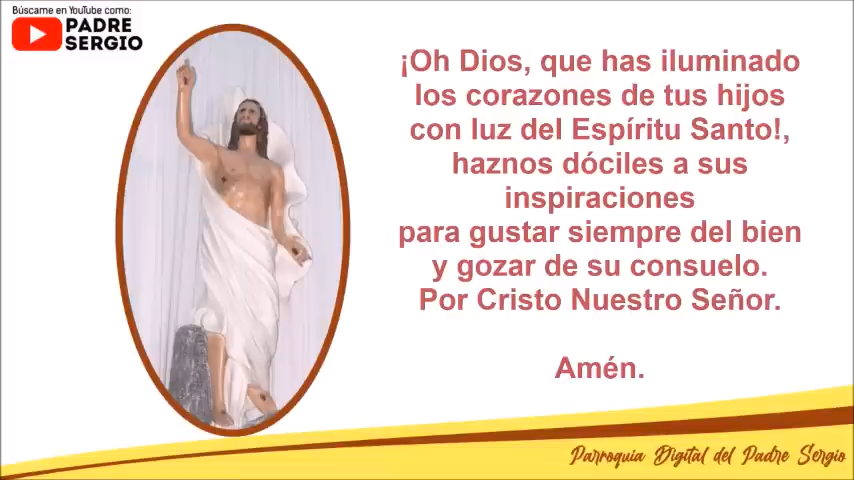 Búscame en YouTube como:
PADRE
SERGIO
¡Oh Dios, que has iluminado
los corazones de tus hijos
con luz del Espíritu Santo!,
haznos dóciles a sus
inspiraciones
para gustar siempre del bien
y gozar de su consuelo.
Por Cristo Nuestro Señor.
Amén.
Parroquia Digital del Padre Sergio